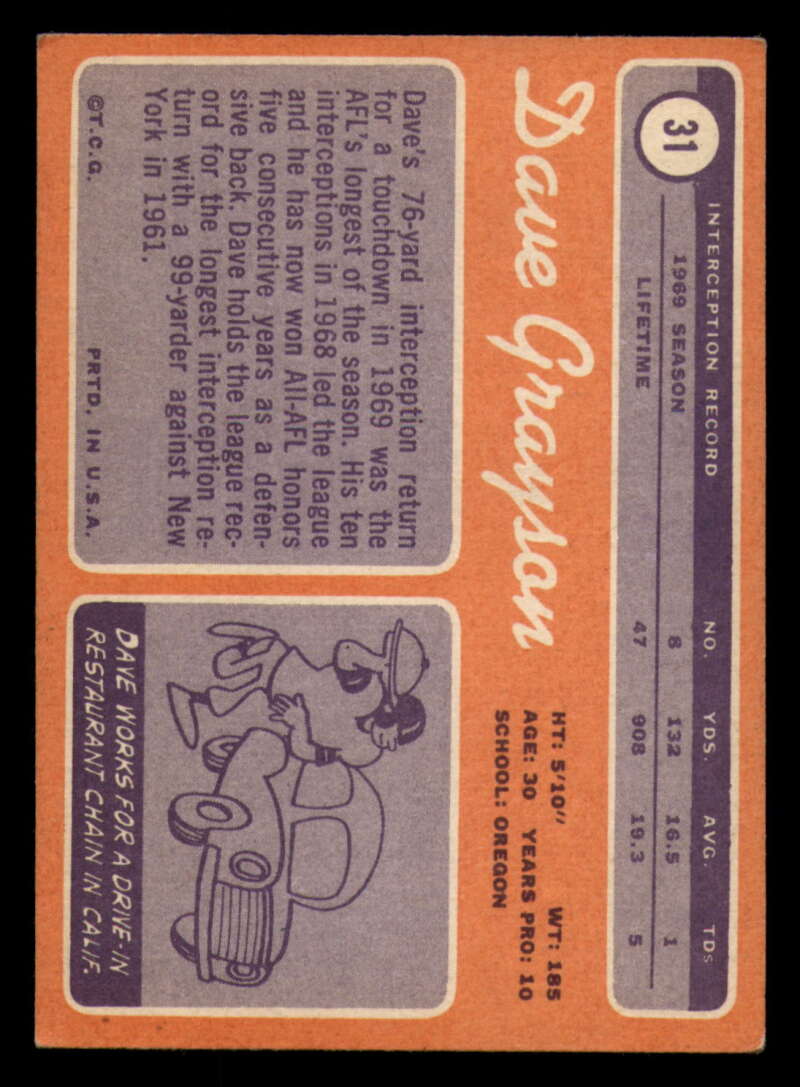 31
INTERCEPTION RECORD NO. YDS. AVG. TDS
1969 SEASON 8 132 16.5 1
LIFETIME 47 908 19.3 5
Dave Grayson
HT: 5'10" WT: 185
AGE: 30 YEARS PRO: 10
SCHOOL: OREGON
Dave's 76-yard interception return
for a touchdown in 1969 was the
AFL's longest of the season. His ten
interceptions in 1968 led the league
and he has now won All-AFL honors
five consecutive years as a defen-
sive back. Dave holds the league rec-
ord for the longest interception re-
turn with a 99-yarder against New
York in 1961.
©T.C.G. PRTD. IN U.S.A.
DAVE WORKS FOR A DRIVE-IN
RESTAURANT CHAIN IN CALIF.